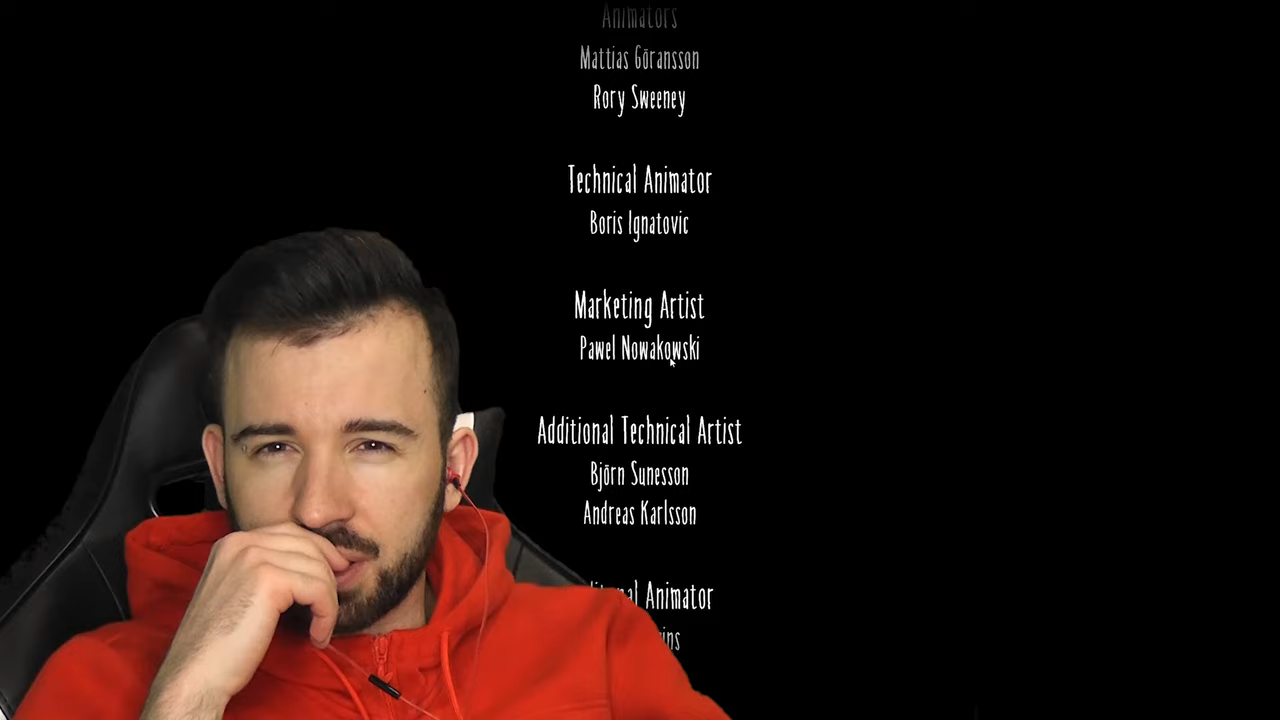 Animators
Mattias Göransson
Rory Sweeney
Technical Animator
Boris Ignatovic
Marketing Artist
Pawel Nowakowski
Additional Technical Artist
Björn Sunesson
Andreas Karlsson
Animator